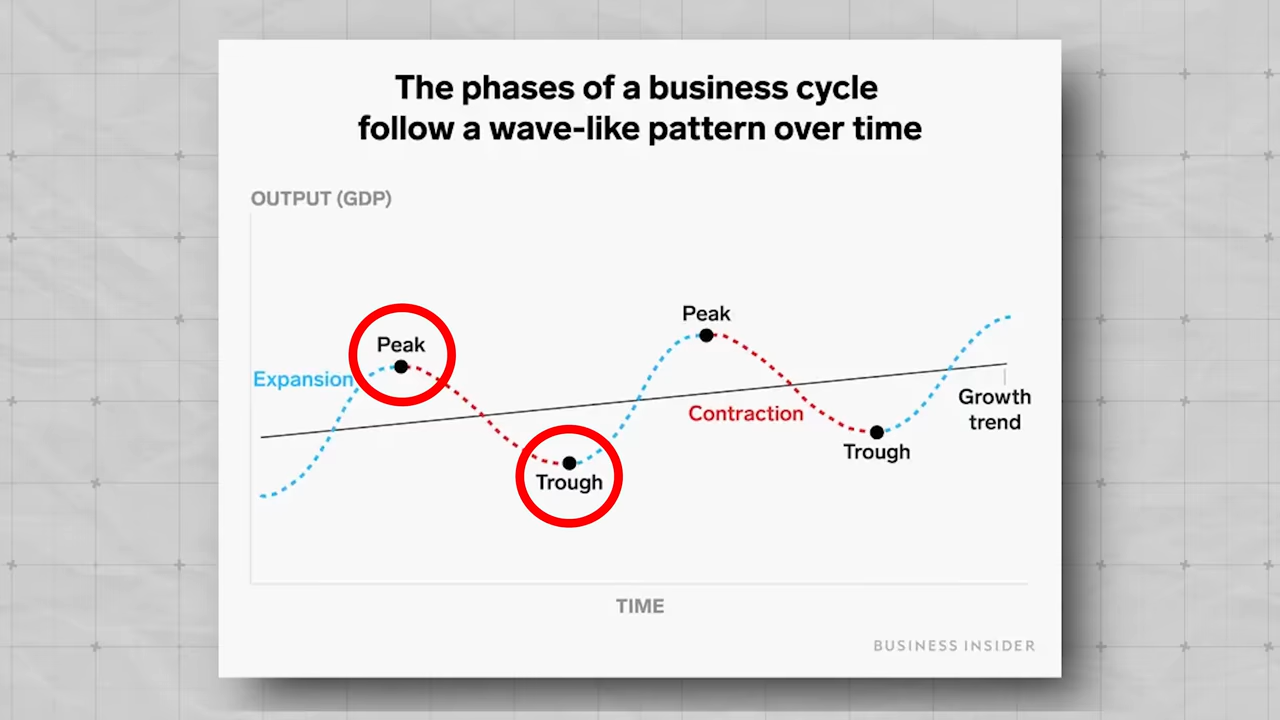 The phases of a business cycle
follow a wave-like pattern over time
OUTPUT (GDP)
Peak
Peak
Expansion
Growth
trend
Contraction
Trough
Trough
TIME
BUSINESS INSIDER